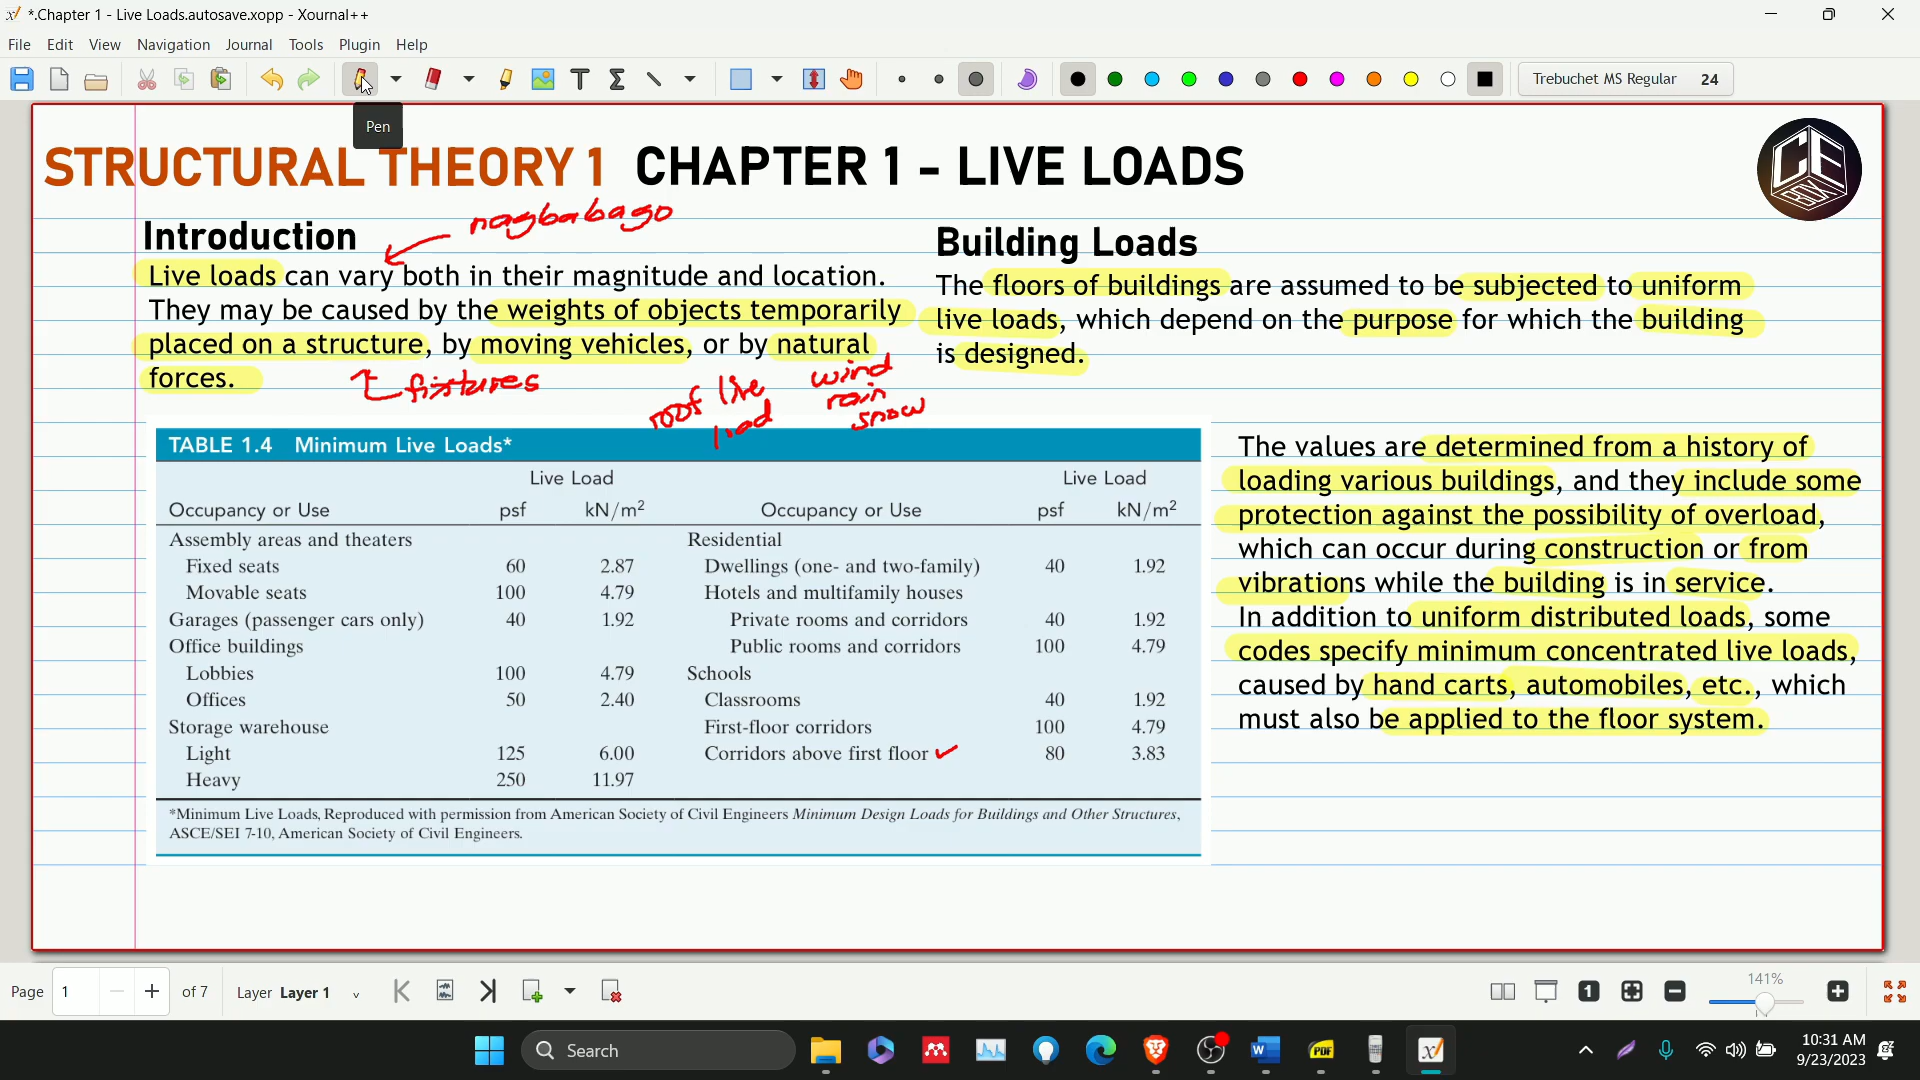 *.Chapter 1 - Live Loads.autosave.xopp - Xournal++
File Edit View Navigation Journal Tools Plugin Help
Trebuchet MS Regular 24
Pen
STRUCTURAL THEORY 1 CHAPTER 1 - LIVE LOADS
CE
nagbabago
Introduction
Live loads can vary both in their magnitude and location.
They may be caused by the weights of objects temporarily
placed on a structure, by moving vehicles, or by natural
forces.
fixtures
roof live
load
wind
rain
snow
Building Loads
The floors of buildings are assumed to be subjected to uniform
live loads, which depend on the purpose for which the building
is designed.
TABLE 1.4 Minimum Live Loads*
Live Load Live Load
Occupancy or Use psf kN/m² Occupancy or Use psf kN/m²
Assembly areas and theaters Residential
Fixed seats 60 2.87 Dwellings (one- and two-family) 40 1.92
Movable seats 100 4.79 Hotels and multifamily houses
Garages (passenger cars only) 40 1.92 Private rooms and corridors 40 1.92
Office buildings Public rooms and corridors 100 4.79
Lobbies 100 4.79 Schools
Offices 50 2.40 Classrooms 40 1.92
Storage warehouse First-floor corridors 100 4.79
Light 125 6.00 Corridors above first floor ✓ 80 3.83
Heavy 250 11.97
*Minimum Live Loads, Reproduced with permission from American Society of Civil Engineers Minimum Design Loads for Buildings and Other Structures,
ASCE/SEI 7-10, American Society of Civil Engineers.
The values are determined from a history of
loading various buildings, and they include some
protection against the possibility of overload,
which can occur during construction or from
vibrations while the building is in service.
In addition to uniform distributed loads, some
codes specify minimum concentrated live loads,
caused by hand carts, automobiles, etc., which
must also be applied to the floor system.
Page 1 of 7 Layer Layer 1
141%
Search
PDF
10:31 AM
9/23/2023